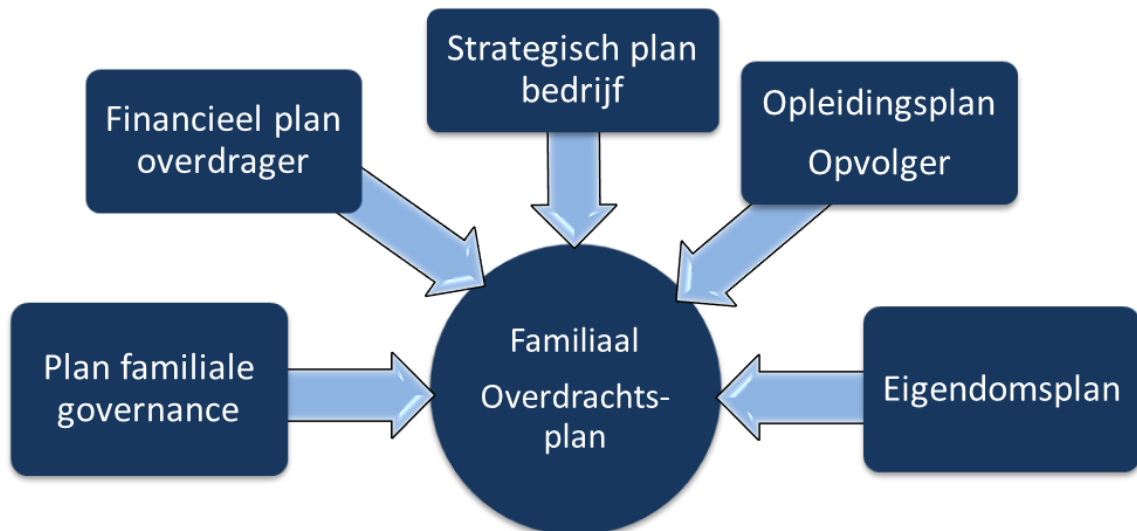 Strategisch plan
bedrijf
Financieel plan
overdrager
Opleidingsplan
Opvolger
Plan familiale
governance
Familiaal
Overdrachts-
plan
Eigendomsplan